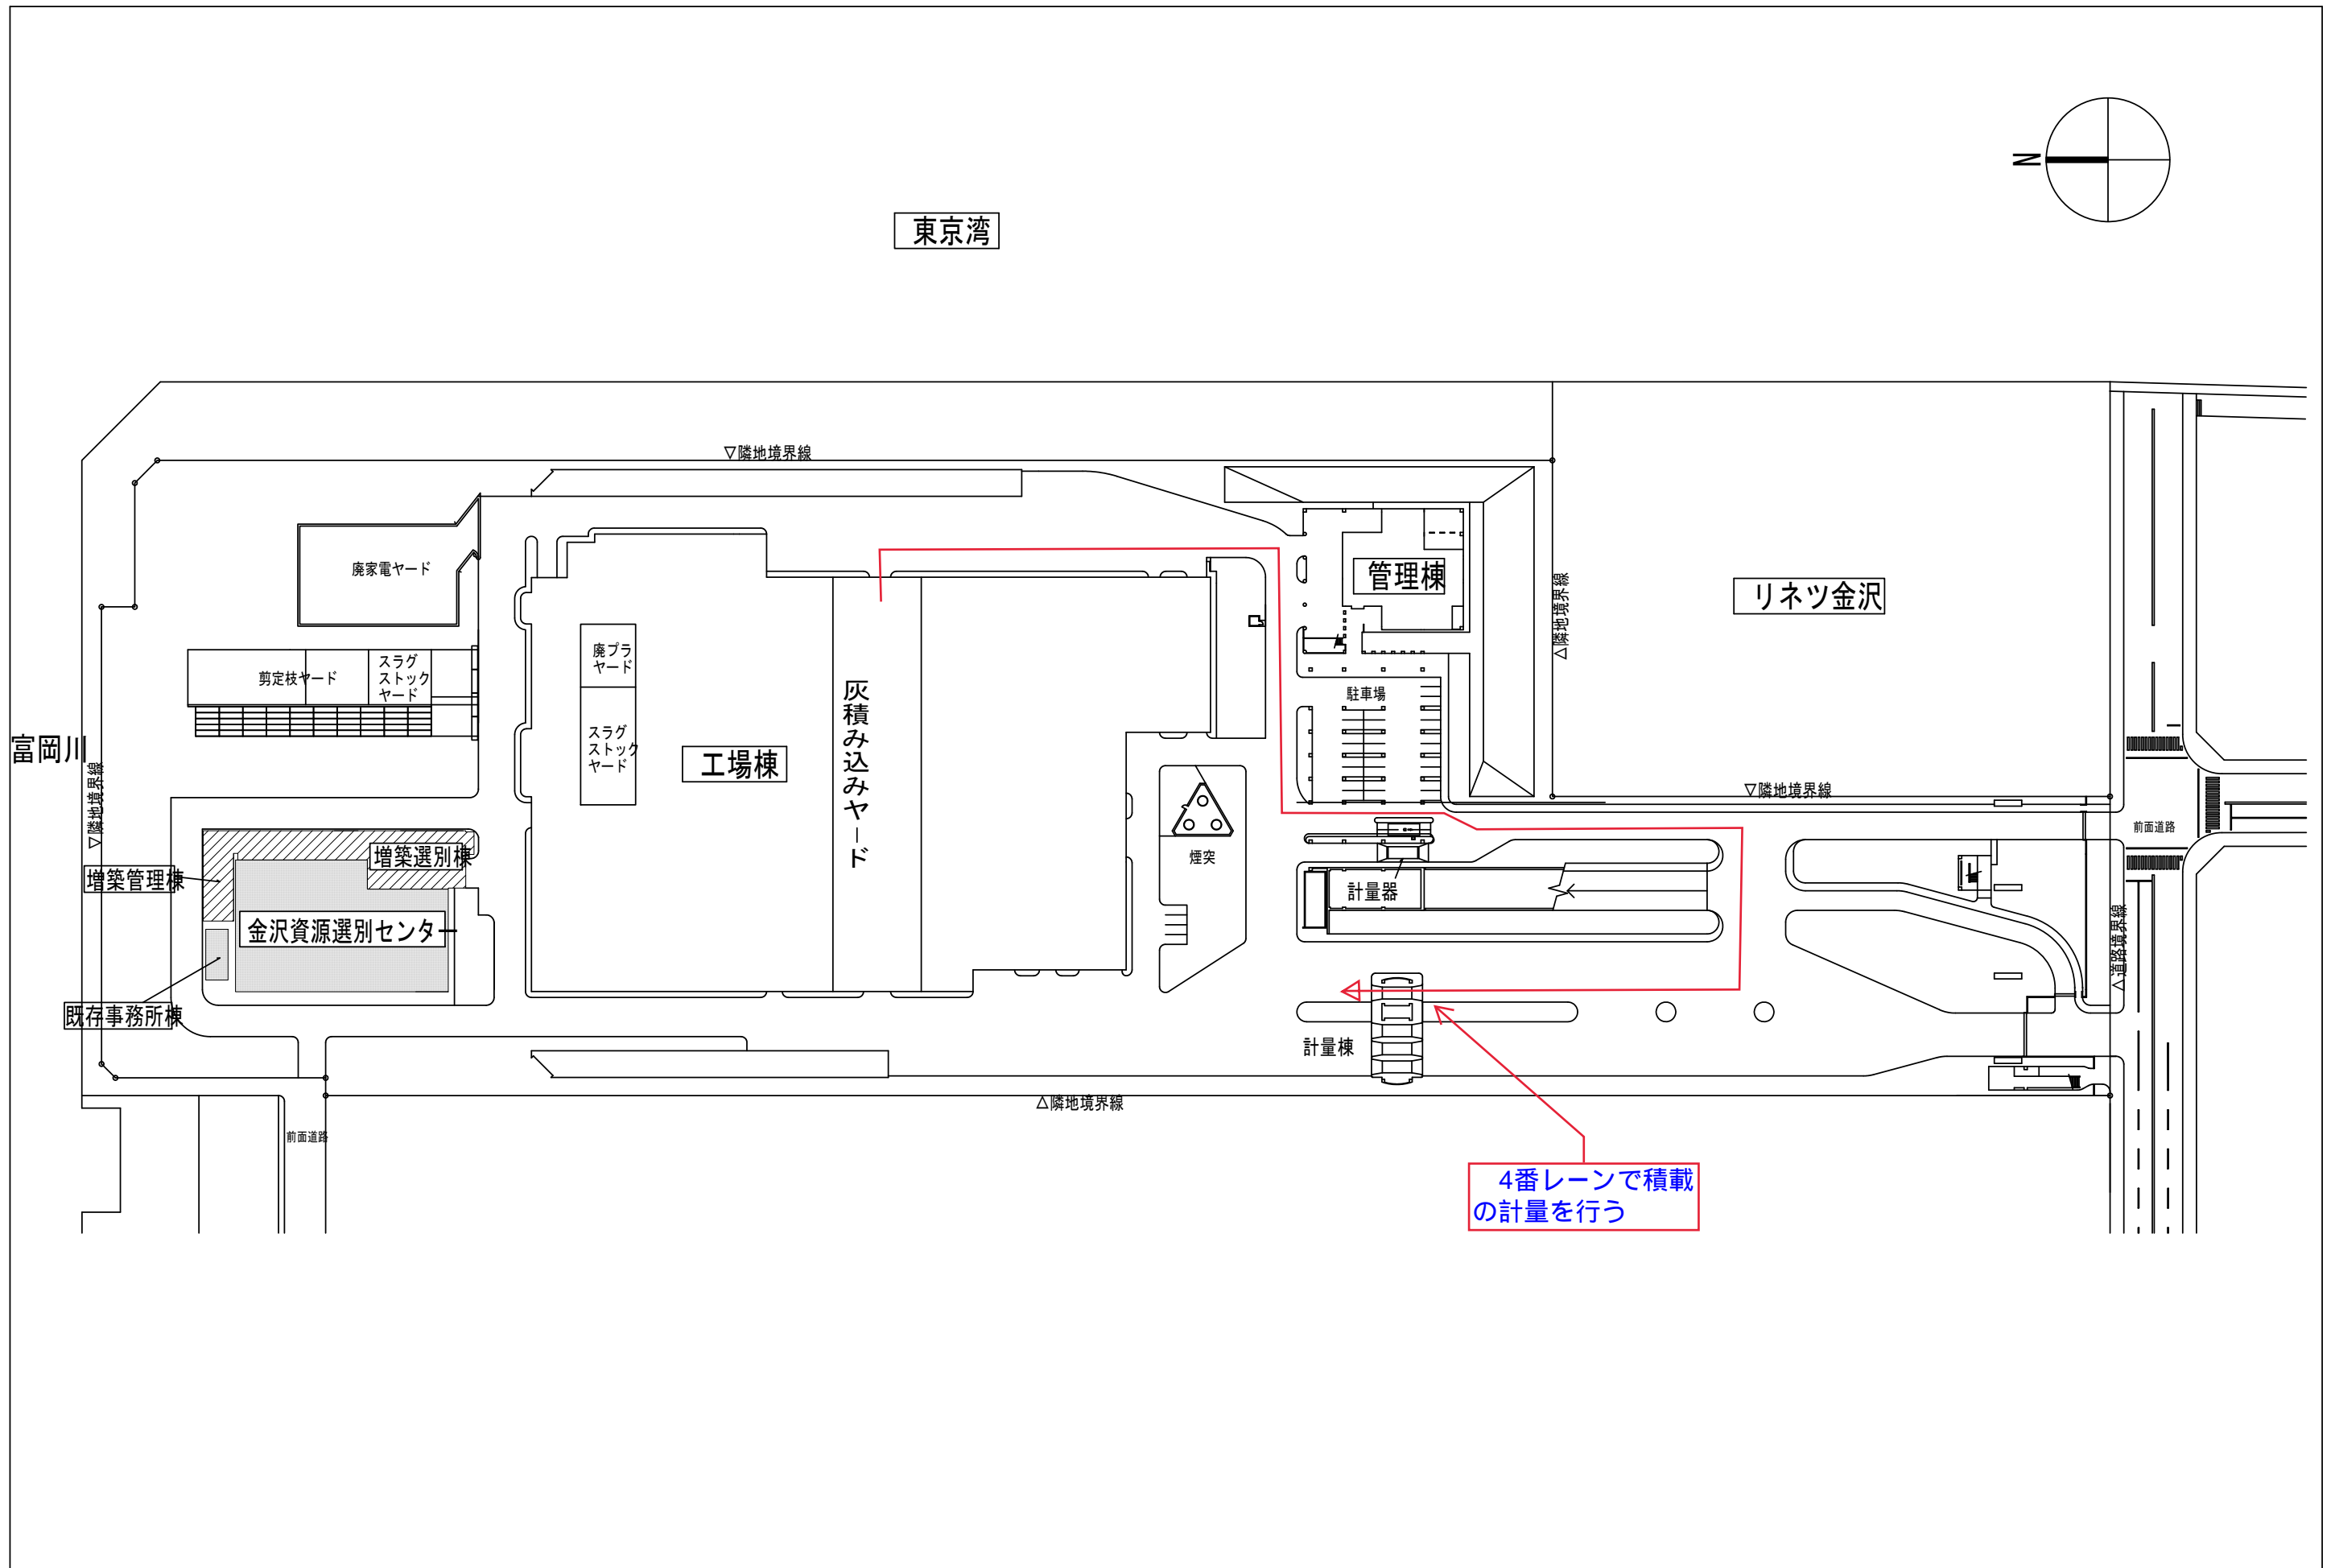 N
東京湾
▽隣地境界線
廃家電ヤード
管理棟
リネツ金沢
△隣地境界線
廃プラ
ヤード
剪定枝ヤード
スラグ
ストック
ヤード
灰積み込みヤード
駐車場
スラグ
ストック
ヤード
富岡川
工場棟
▽隣地境界線
▽隣地境界線
前面道路
増築選別棟
煙突
増築管理棟
計量器
金沢資源選別センター
△道路境界線
既存事務所棟
計量棟
△隣地境界線
前面道路
4番レーンで積載
の計量を行う